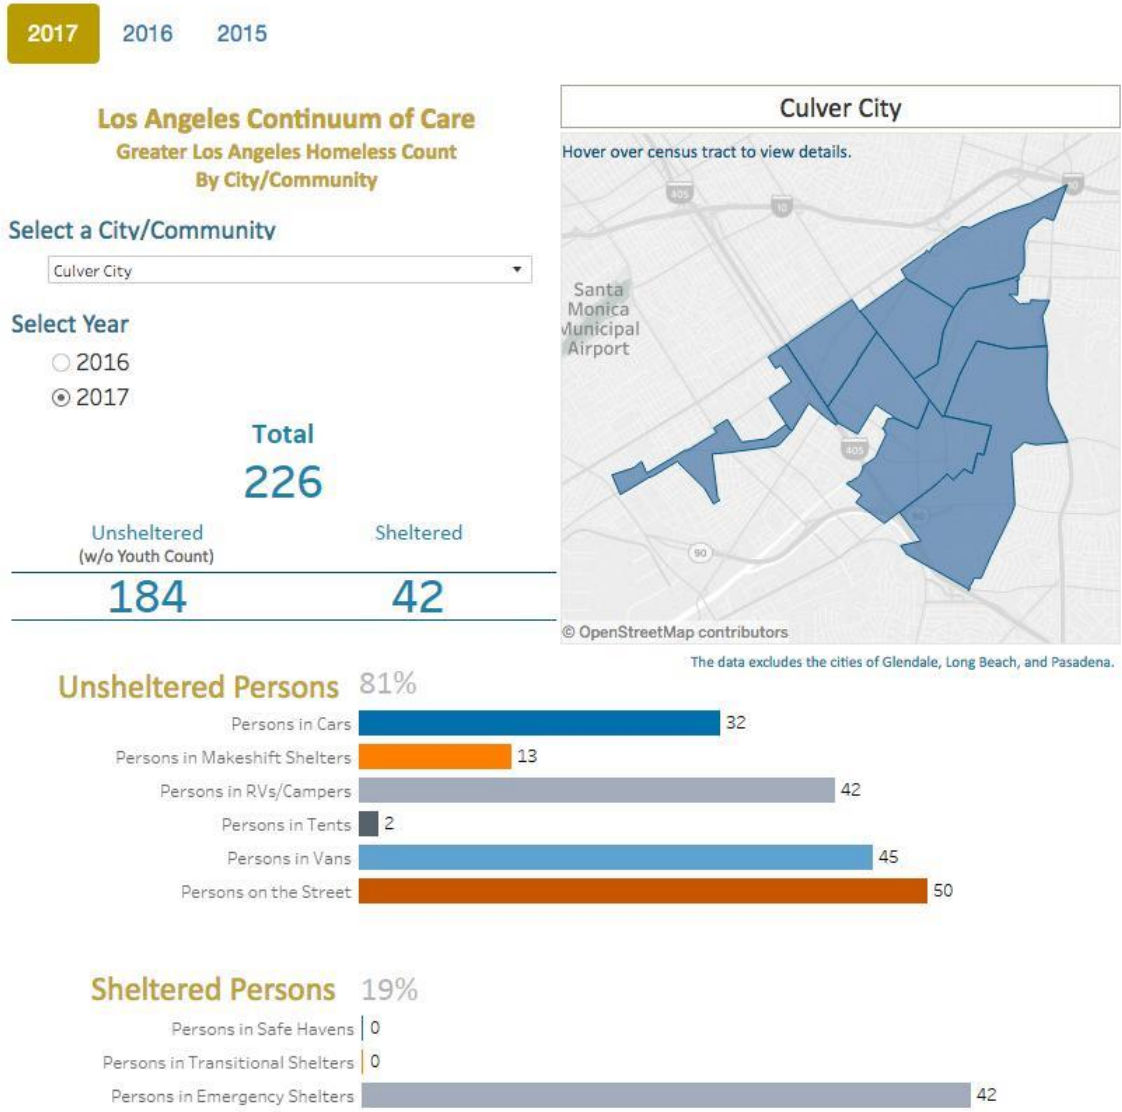 2017 2016 2015
Los Angeles Continuum of Care
Greater Los Angeles Homeless Count
By City/Community
Select a City/Community
Culver City
Select Year
2016
2017
Total
226
Unsheltered Sheltered
(w/o Youth Count)
184 42
Culver City
Hover over census tract to view details.
405
10
Santa
Monica
Municipal
Airport
405
90
© OpenStreetMap contributors
The data excludes the cities of Glendale, Long Beach, and Pasadena.
Unsheltered Persons 81%
Persons in Cars 32
Persons in Makeshift Shelters 13
Persons in RVs/Campers 42
Persons in Tents 2
Persons in Vans 45
Persons on the Street 50
Sheltered Persons 19%
Persons in Safe Havens 0
Persons in Transitional Shelters 0
Persons in Emergency Shelters 42